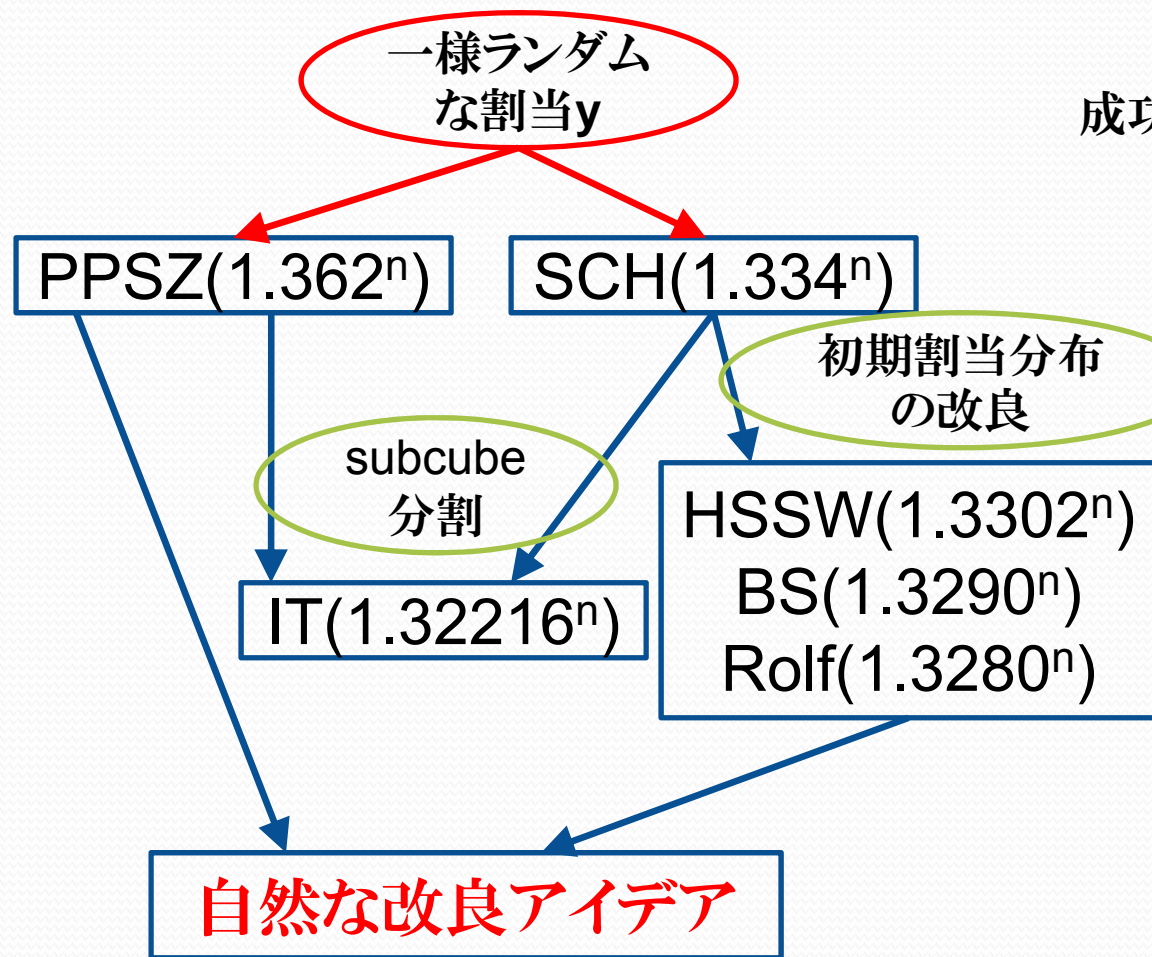 一様ランダム
な割当y
成功
PPSZ(1.362ⁿ)
SCH(1.334ⁿ)
初期割当分布
の改良
subcube
分割
HSSW(1.3302ⁿ)
BS(1.3290ⁿ)
Rolf(1.3280ⁿ)
IT(1.32216ⁿ)
自然な改良アイデア